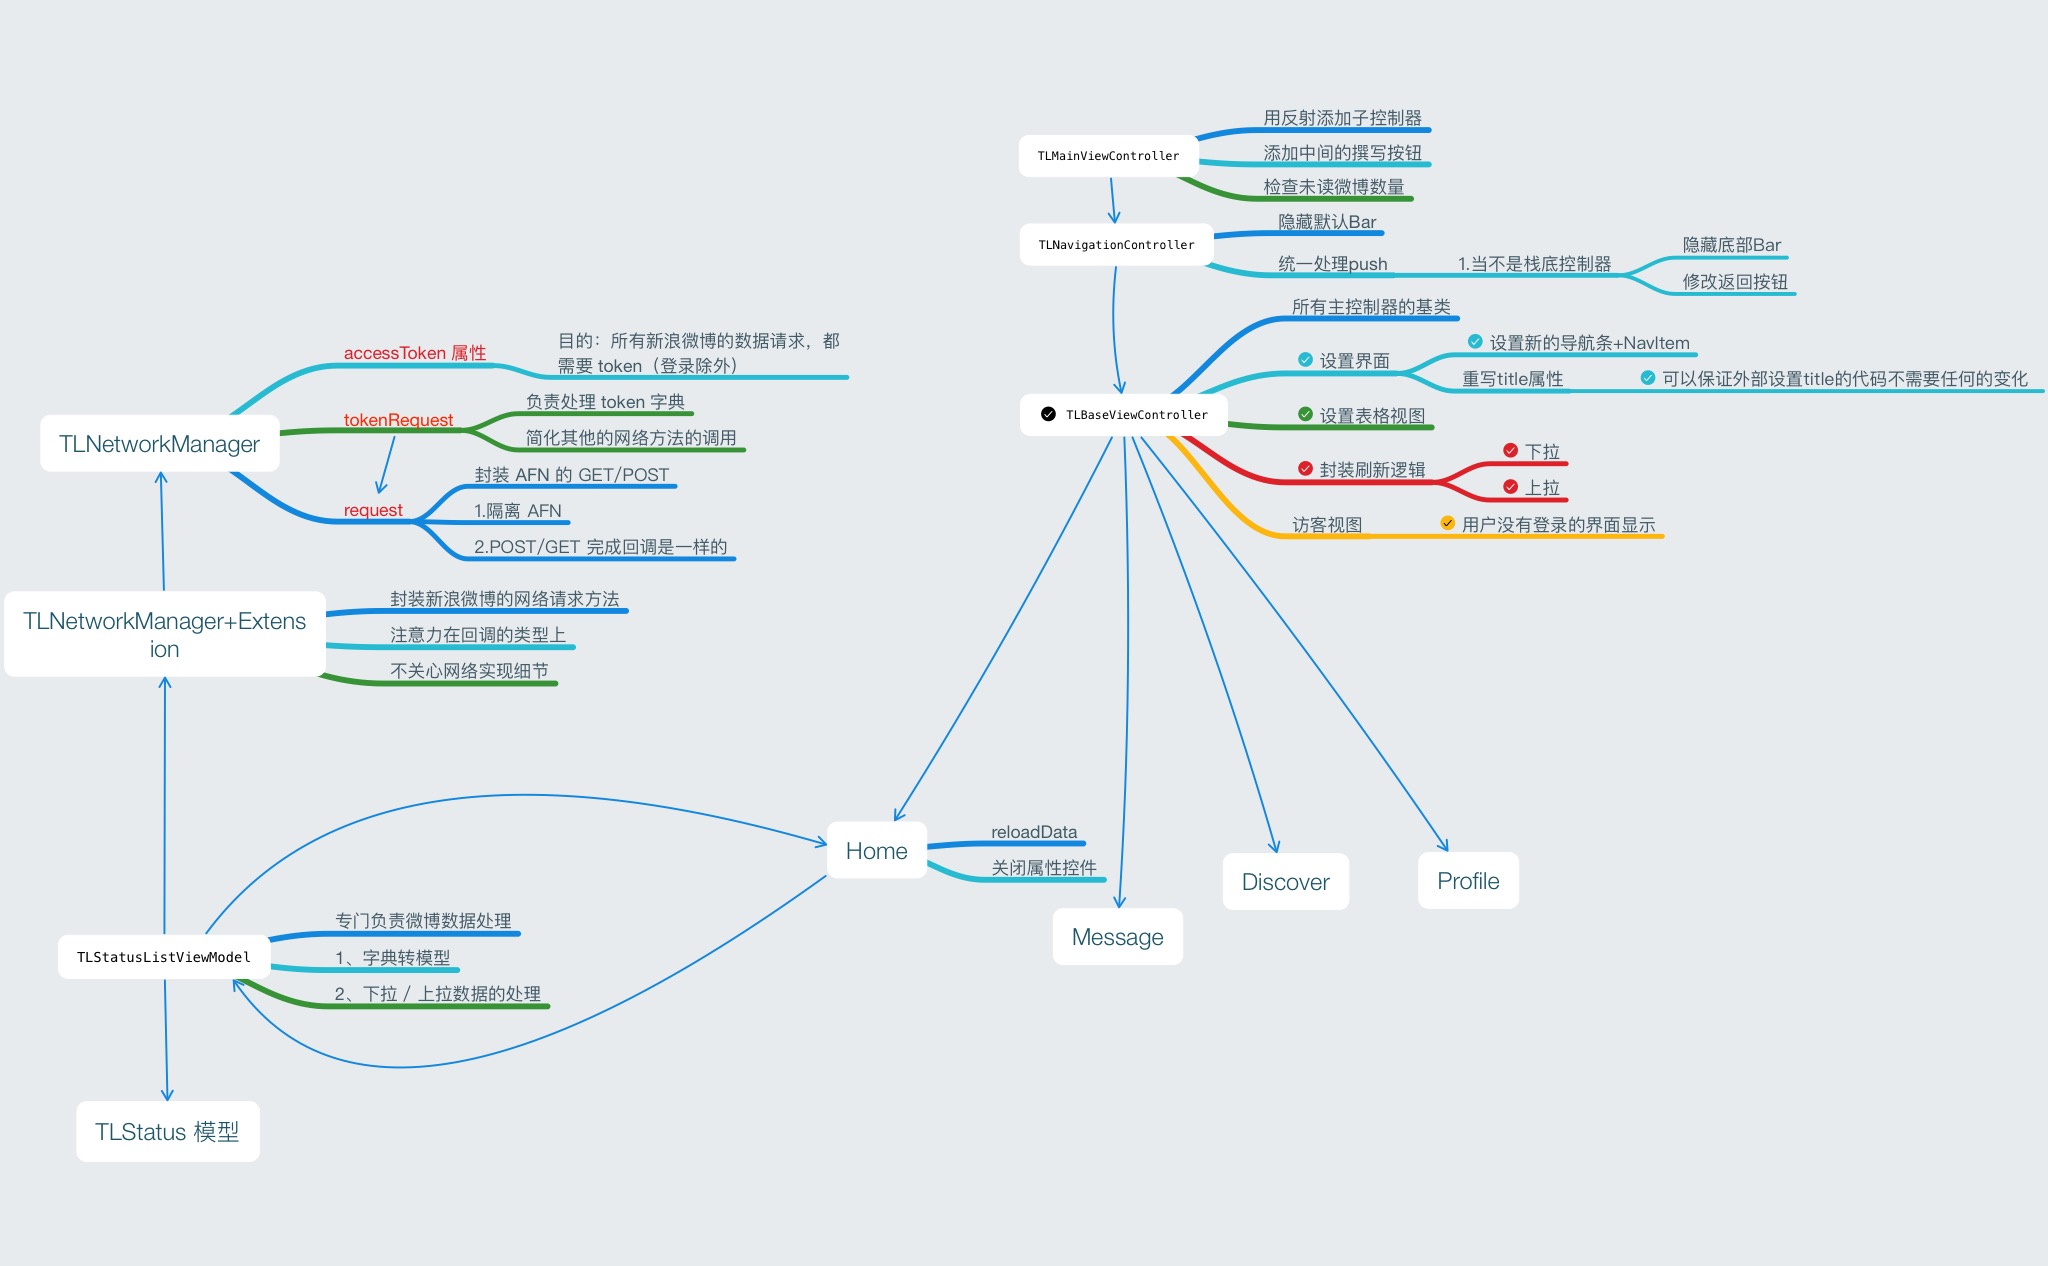 用反射添加子控制器
TLMainViewController
添加中间的撰写按钮
检查未读微博数量
隐藏默认Bar
TLNavigationController
统一处理push
1.当不是栈底控制器
隐藏底部Bar
修改返回按钮
所有主控制器的基类
设置界面
设置新的导航条+NavItem
重写title属性
可以保证外部设置title的代码不需要任何的变化
TLBaseViewController
设置表格视图
封装刷新逻辑
下拉
上拉
访客视图
用户没有登录的界面显示
accessToken 属性
目的：所有新浪微博的数据请求，都
需要 token（登录除外）
TLNetworkManager
tokenRequest
负责处理 token 字典
简化其他的网络方法的调用
request
封装 AFN 的 GET/POST
1.隔离 AFN
2.POST/GET 完成回调是一样的
TLNetworkManager+Extens
ion
封装新浪微博的网络请求方法
注意力在回调的类型上
不关心网络实现细节
Home
reloadData
关闭属性控件
Message
Discover
Profile
TLStatusListViewModel
专门负责微博数据处理
1、字典转模型
2、下拉 / 上拉数据的处理
TLStatus 模型